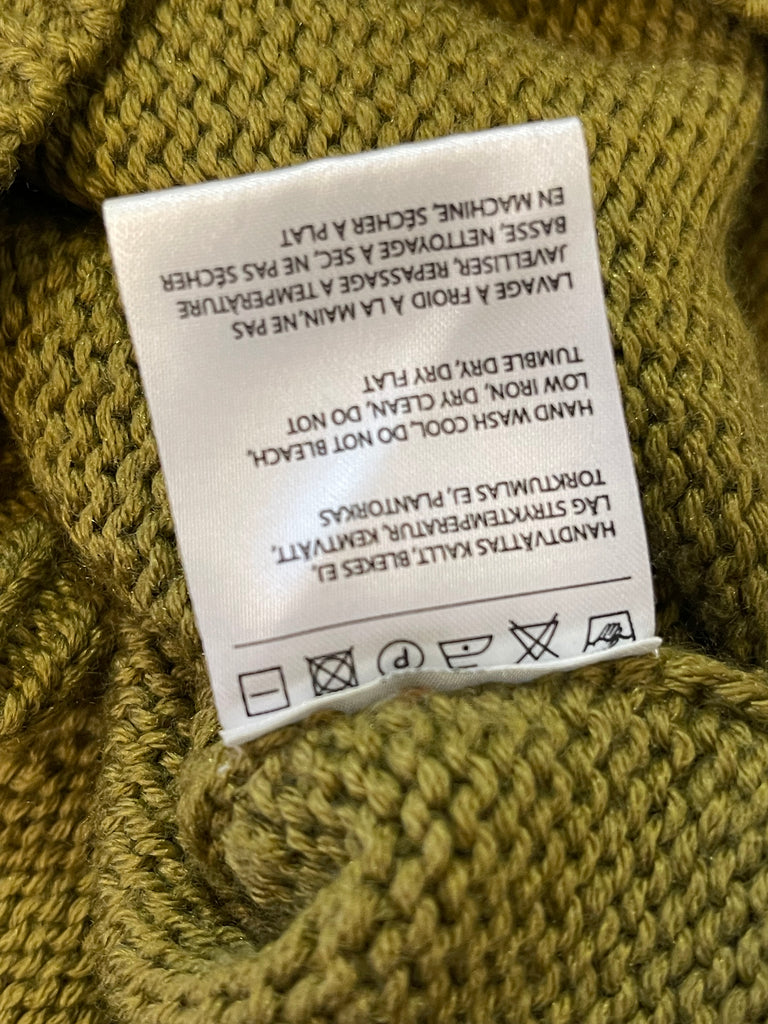 P
HANDTVÄTTAS KALLT, BLEKES EJ,
LÅG STRYKTEMPERATUR, KEMTVÄTT,
TORKTUMLAS EJ, PLANTORKAS
HAND WASH COOL, DO NOT BLEACH,
LOW IRON, DRY CLEAN, DO NOT
TUMBLE DRY, DRY FLAT
LAVAGE À FROID À LA MAIN, NE PAS
JAVELLISER, REPASSAGE A TEMPÈRATURE
BASSE, NETTOYAGE À SEC, NE PAS SÉCHER
EN MACHINE, SÉCHER À PLAT